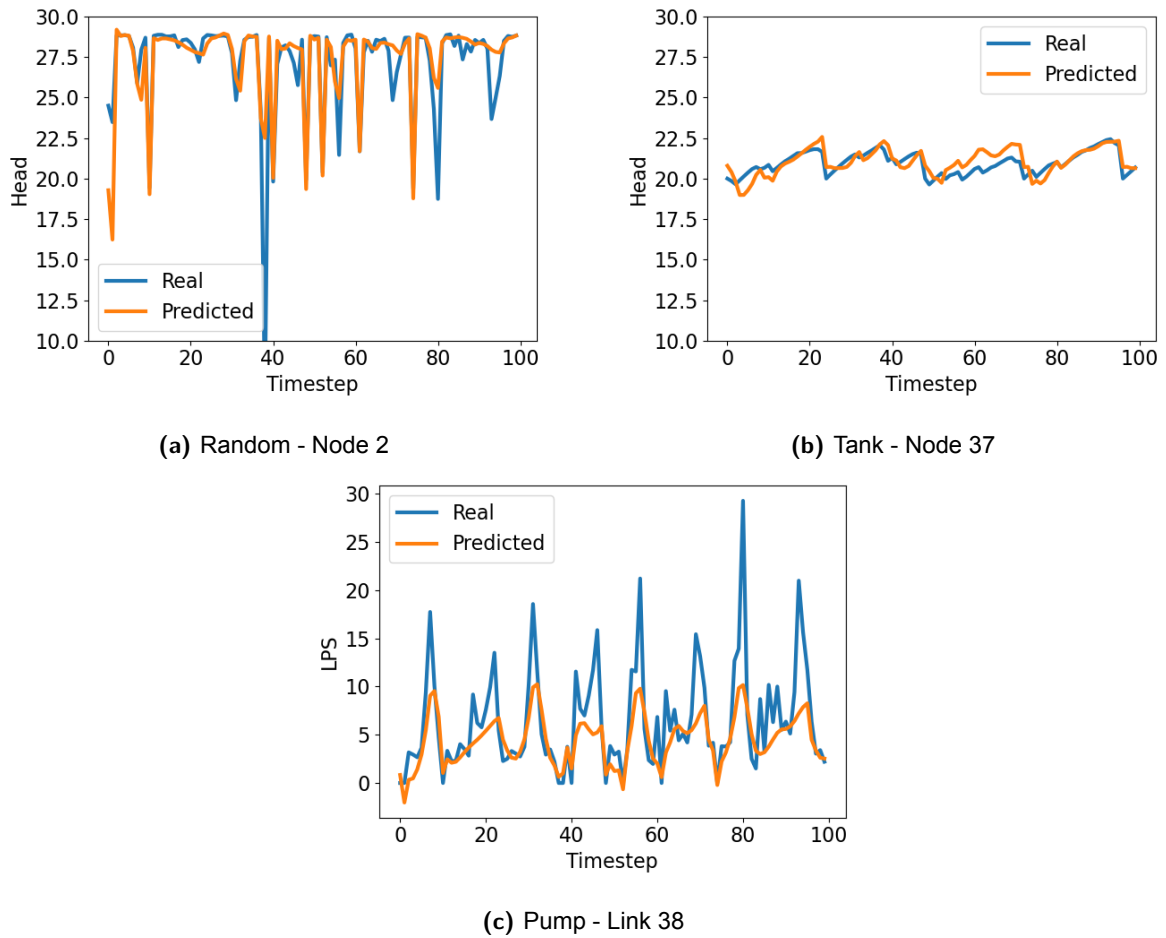 30.0
27.5
25.0
22.5
20.0
17.5
15.0
12.5
10.0
Head
Real
Predicted
0 20 40 60 80 100
Timestep
(a) Random - Node 2
30.0
27.5
25.0
22.5
20.0
17.5
15.0
12.5
10.0
Head
Real
Predicted
0 20 40 60 80 100
Timestep
(b) Tank - Node 37
30
25
20
15
10
5
0
LPS
Real
Predicted
0 20 40 60 80 100
Timestep
(c) Pump - Link 38